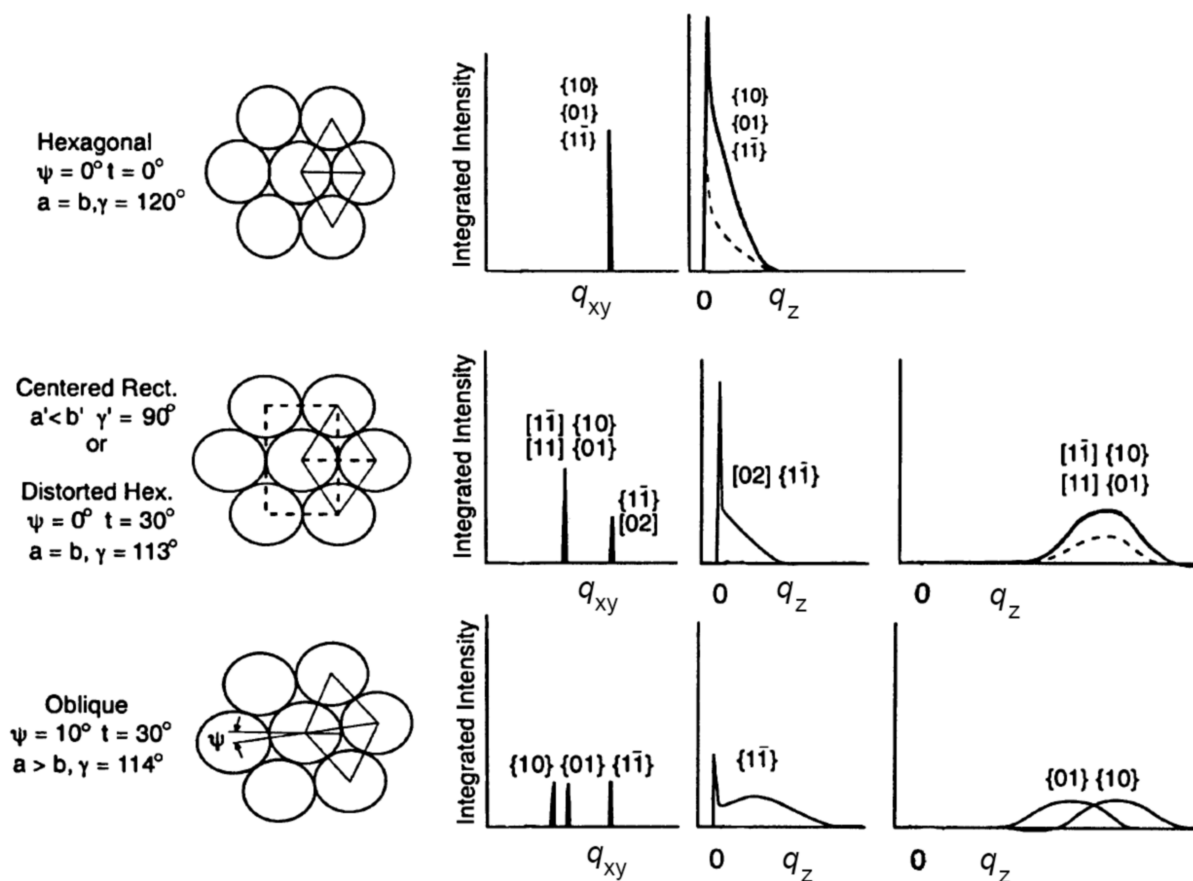 Hexagonal
ψ = 0° t = 0°
a = b,γ = 120°
Integrated Intensity
{10}
{01}
{11̄}
q_xy
{10}
{01}
{11̄}
0 q_z
Centered Rect.
a'< b' γ' = 90°
or
Distorted Hex.
ψ = 0° t = 30°
a = b, γ = 113°
Integrated Intensity
[11̄] {10}
[11] {01}
{11̄}
[02]
q_xy
[02] {11̄}
0 q_z
[11̄] {10}
[11] {01}
0 q_z
Oblique
ψ = 10° t = 30°
a > b, γ = 114°
ψ
Integrated Intensity
{10} {01} {11̄}
q_xy
{11̄}
0 q_z
{01} {10}
0 q_z